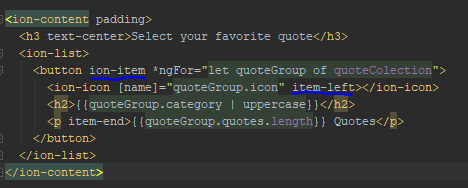 <ion-content padding>
<h3 text-center>Select your favorite quote</h3>
<ion-list>
<button ion-item *ngFor="let quoteGroup of quoteColection">
<ion-icon [name]="quoteGroup.icon" item-left></ion-icon>
<h2>{{quoteGroup.category | uppercase}}</h2>
<p item-end>{{quoteGroup.quotes.length}} Quotes</p>
</button>
</ion-list>
</ion-content>